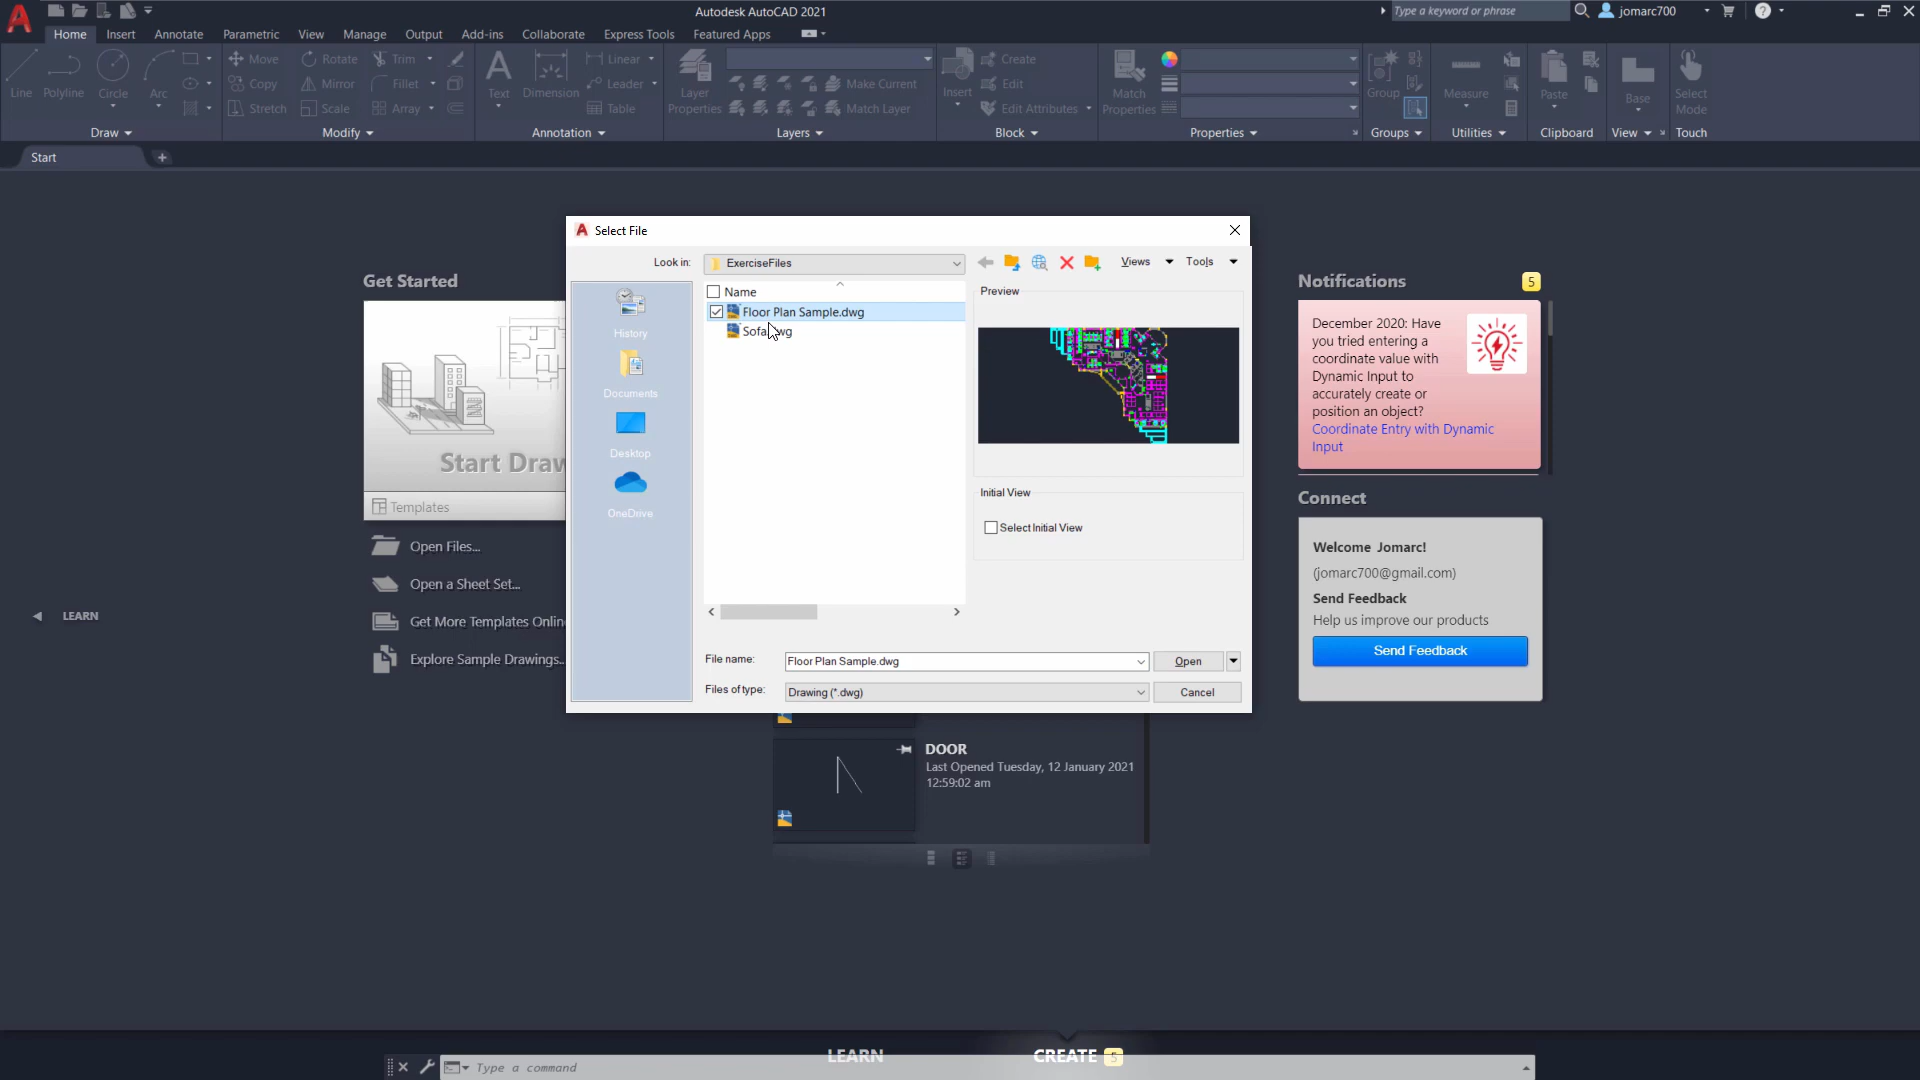 Autodesk AutoCAD 2021
Type a keyword or phrase
jomarc700
Home Insert Annotate Parametric View Manage Output Add-ins Collaborate Express Tools Featured Apps
Line Polyline Circle Arc
Move Rotate Trim
Copy Mirror Fillet
Stretch Scale Array
Text Dimension
Linear
Leader
Table
Layer Properties
Make Current
Match Layer
Insert
Create
Edit
Edit Attributes
Match Properties
Group
Measure
Paste
Base
Select Mode
Draw Modify Annotation Layers Block Properties Groups Utilities Clipboard View Touch
Start
Select File
Look in: ExerciseFiles
Views Tools
Name
Floor Plan Sample.dwg
Sofa.dwg
History
Documents
Desktop
OneDrive
Preview
Initial View
Select Initial View
File name: Floor Plan Sample.dwg
Open
Files of type: Drawing (*.dwg)
Cancel
Get Started
Start Draw
Templates
Open Files...
Open a Sheet Set...
Get More Templates Onlin
Explore Sample Drawings..
LEARN
DOOR
Last Opened Tuesday, 12 January 2021
12:59:02 am
Notifications
5
December 2020: Have
you tried entering a
coordinate value with
Dynamic Input to
accurately create or
position an object?
Coordinate Entry with Dynamic
Input
Connect
Welcome Jomarc!
(jomarc700@gmail.com)
Send Feedback
Help us improve our products
Send Feedback
LEARN
CREATE 5
Type a command